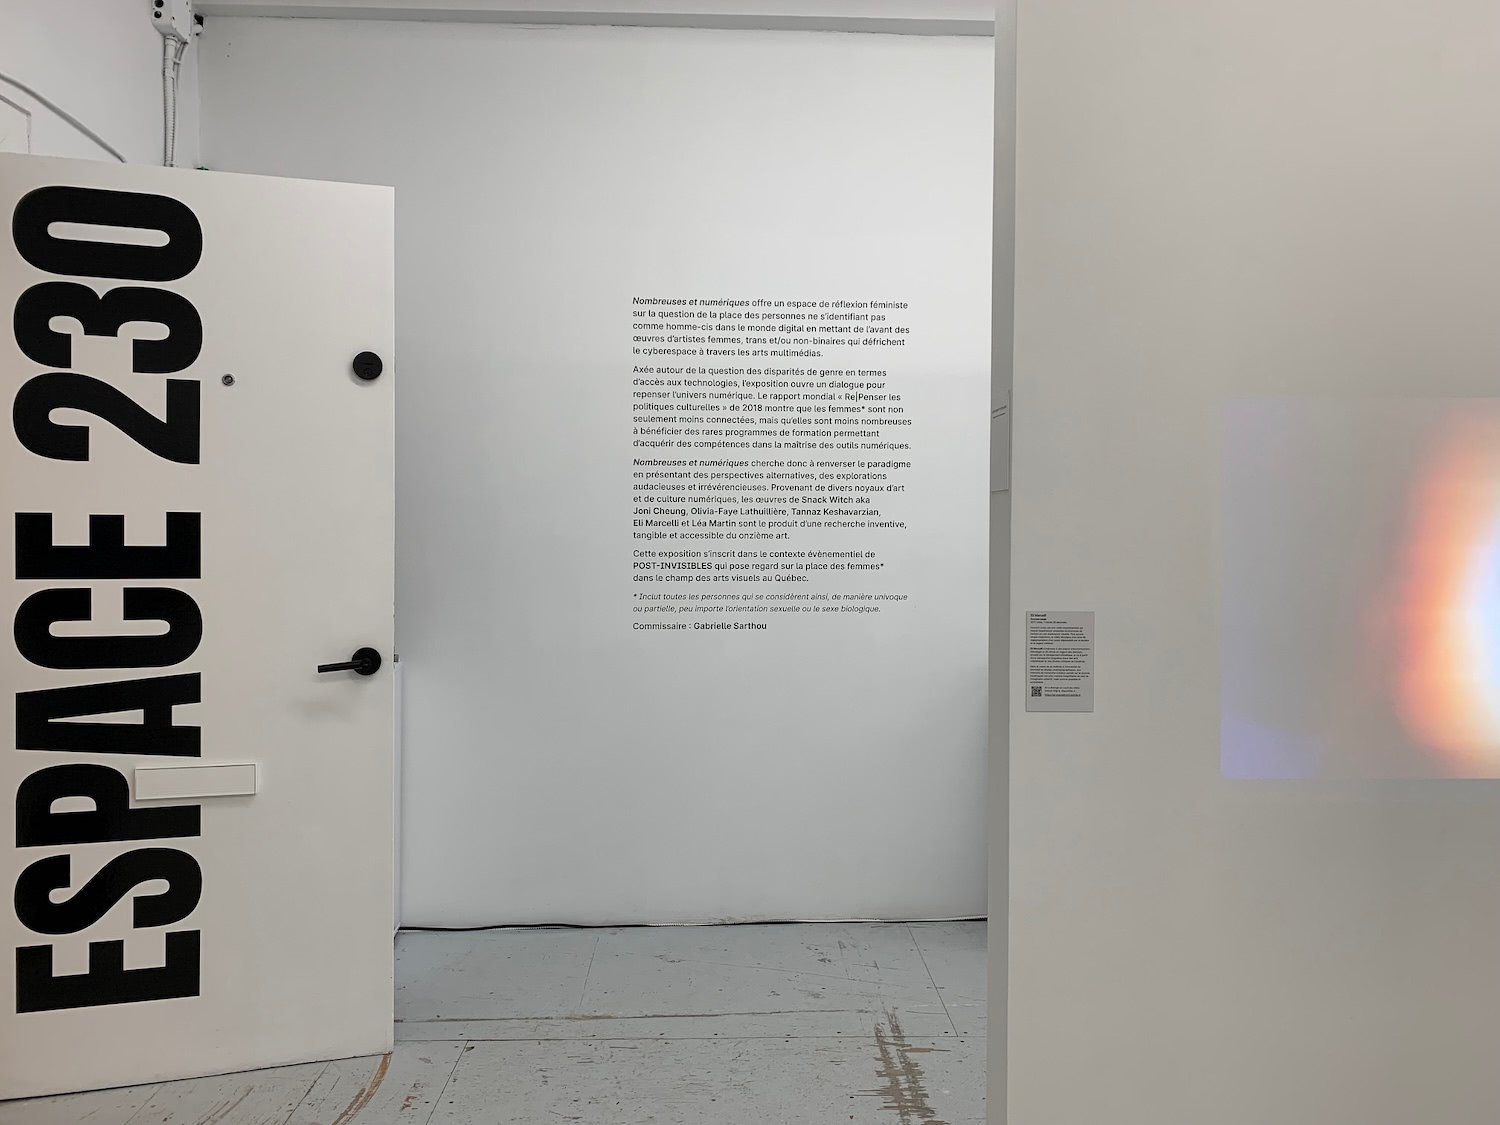 ESPACE 230
Nombreuses et numériques offre un espace de réflexion féministe
sur la question de la place des personnes ne s'identifiant pas
comme homme-cis dans le monde digital en mettant de l'avant des
œuvres d'artistes femmes, trans et/ou non-binaires qui défrichent
le cyberespace à travers les arts multimédias.
Axée autour de la question des disparités de genre en termes
d'accès aux technologies, l'exposition ouvre un dialogue pour
repenser l'univers numérique. Le rapport mondial « Re|Penser les
politiques culturelles » de 2018 montre que les femmes* sont non
seulement moins connectées, mais qu'elles sont moins nombreuses
à bénéficier des rares programmes de formation permettant
d'acquérir des compétences dans la maîtrise des outils numériques.
Nombreuses et numériques cherche donc à renverser le paradigme
en présentant des perspectives alternatives, des explorations
audacieuses et irrévérencieuses. Provenant de divers noyaux d'art
et de culture numériques, les œuvres de Snack Witch aka
Joni Cheung, Olivia-Faye Lathuillière, Tannaz Keshavarzian,
Eli Marcelli et Léa Martin sont le produit d'une recherche inventive,
tangible et accessible du onzième art.
Cette exposition s'inscrit dans le contexte évènementiel de
POST-INVISIBLES qui pose regard sur la place des femmes*
dans le champ des arts visuels au Québec.
* Inclut toutes les personnes qui se considèrent ainsi, de manière univoque
ou partielle, peu importe l'orientation sexuelle ou le sexe biologique.
Commissaire : Gabrielle Sarthou